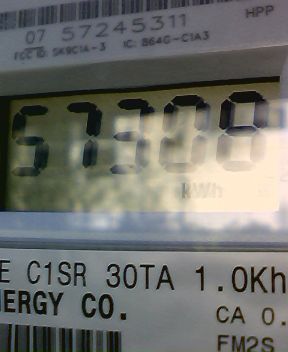 HPP
07 57245311
FCC ID: SK9C1A-3 IC: 864G-C1A3
57308
kWh
E C1SR 30TA 1.0Kh
NERGY CO.
CA 0.
FM2S